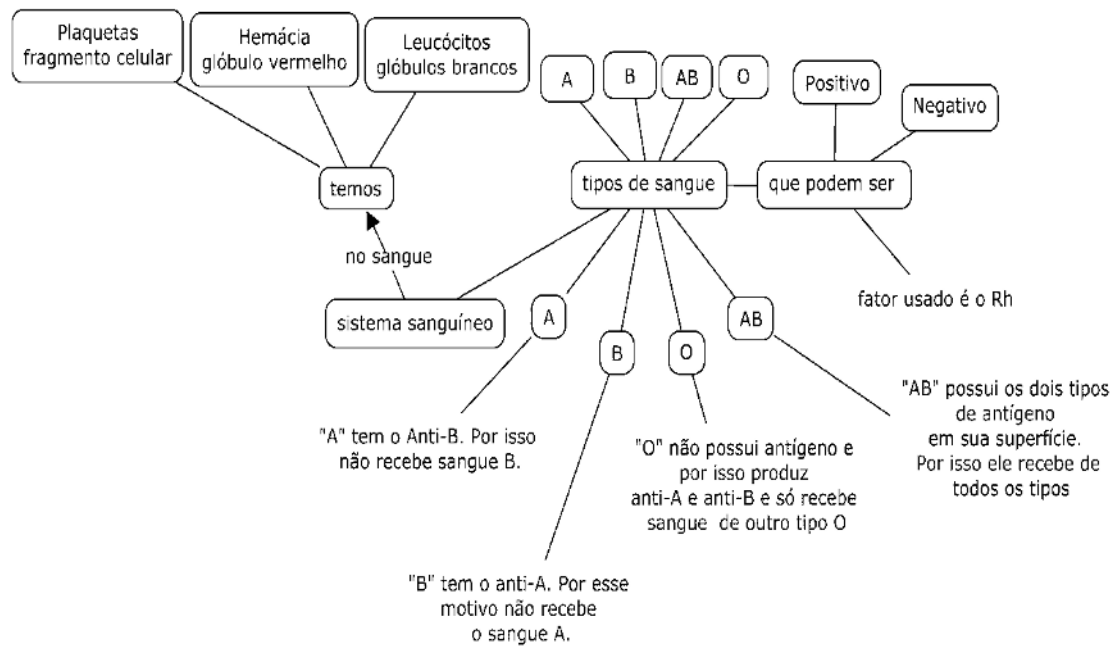 Plaquetas
fragmento celular
Hemácia
glóbulo vermelho
Leucócitos
glóbulos brancos
A
B
AB
O
Positivo
Negativo
temos
tipos de sangue
que podem ser
no sangue
sistema sanguíneo
fator usado é o Rh
A
B
O
AB
"A" tem o Anti-B. Por isso
não recebe sangue B.
"B" tem o anti-A. Por esse
motivo não recebe
o sangue A.
"O" não possui antígeno e
por isso produz
anti-A e anti-B e só recebe
sangue de outro tipo O
"AB" possui os dois tipos
de antígeno
em sua superfície.
Por isso ele recebe de
todos os tipos